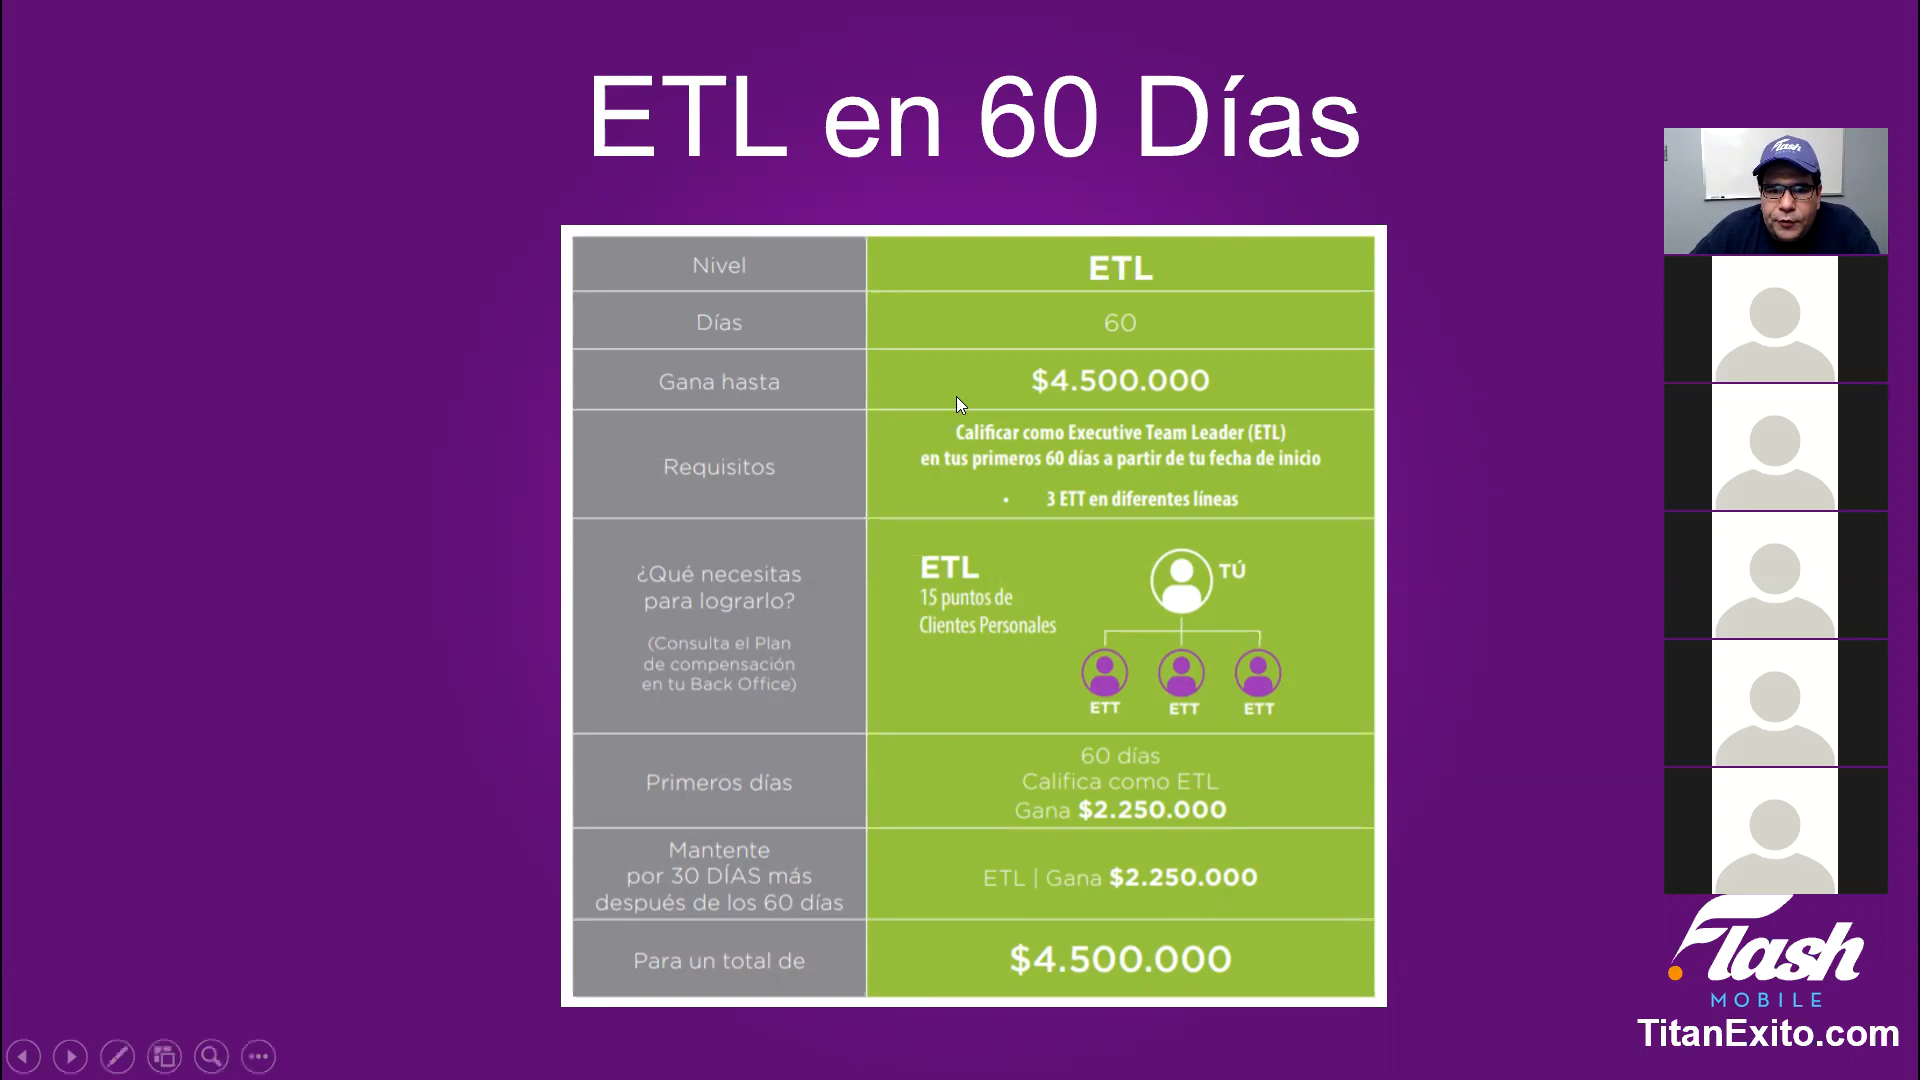 ETL en 60 Días
Nivel
ETL
Días
60
Gana hasta
$4.500.000
Requisitos
Calificar como Executive Team Leader (ETL)
en tus primeros 60 días a partir de tu fecha de inicio
• 3 ETT en diferentes líneas
¿Qué necesitas
para lograrlo?
(Consulta el Plan
de compensación
en tu Back Office)
ETL
15 puntos de
Clientes Personales
TÚ
ETT
ETT
ETT
Primeros días
60 días
Califica como ETL
Gana $2.250.000
Mantente
por 30 DÍAS más
después de los 60 días
ETL | Gana $2.250.000
Para un total de
$4.500.000
Flash
Flash
MOBILE
TitanExito.com